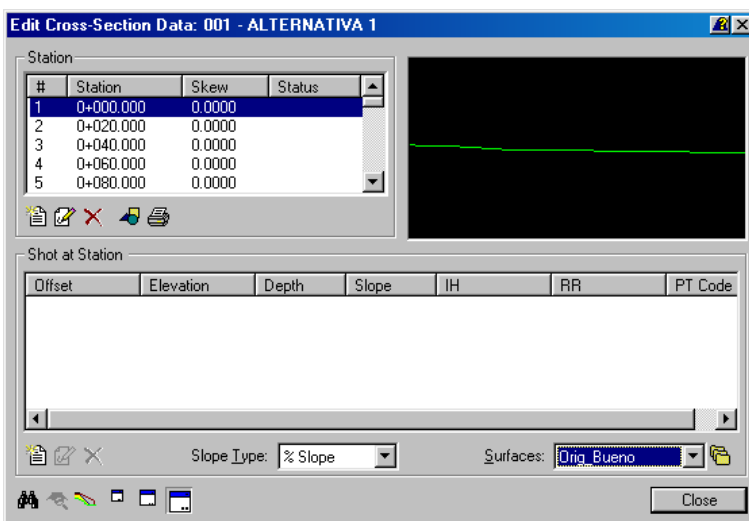 Edit Cross-Section Data: 001 - ALTERNATIVA 1
Station
# Station Skew Status
1 0+000.000 0.0000
2 0+020.000 0.0000
3 0+040.000 0.0000
4 0+060.000 0.0000
5 0+080.000 0.0000
Shot at Station
Offset Elevation Depth Slope IH RR PT Code
Slope Type: % Slope Surfaces: Orig_Bueno
Close